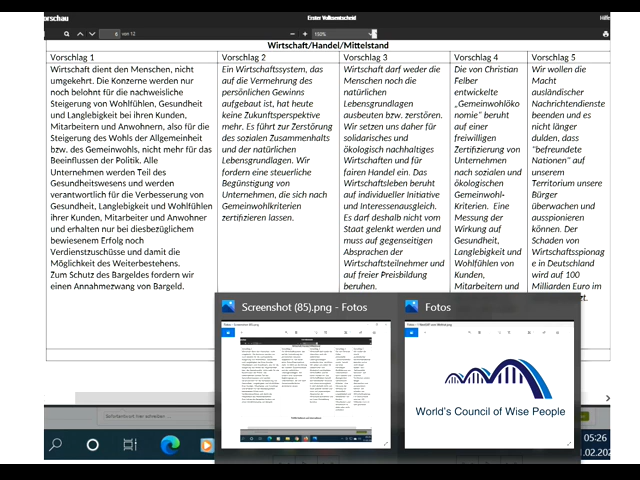 orschau
Erster Volksentscheid
Hilfe
6 von 12
150%
Wirtschaft/Handel/Mittelstand
Vorschlag 1
Wirtschaft dient den Menschen, nicht
umgekehrt. Die Konzerne werden nur
noch belohnt für die nachweisliche
Steigerung von Wohlfühlen, Gesundheit
und Langlebigkeit bei ihren Kunden,
Mitarbeitern und Anwohnern, also für die
Steigerung des Wohls der Allgemeinheit
bzw. des Gemeinwohls, nicht mehr für das
Beeinflussen der Politik. Alle
Unternehmen werden Teil des
Gesundheitswesens und werden
verantwortlich für die Verbesserung von
Gesundheit, Langlebigkeit und Wohlfühlen
ihrer Kunden, Mitarbeiter und Anwohner
und erhalten nur bei diesbezüglichem
bewiesenem Erfolg noch
Verdienstzuschüsse und damit die
Möglichkeit des Weiterbestehens.
Zum Schutz des Bargeldes fordern wir
einen Annahmezwang von Bargeld.
Vorschlag 2
Ein Wirtschaftssystem, das
auf die Vermehrung des
persönlichen Gewinns
aufgebaut ist, hat heute
keine Zukunftsperspektive
mehr. Es führt zur Zerstörung
des sozialen Zusammenhalts
und der natürlichen
Lebensgrundlagen. Wir
fordern eine steuerliche
Begünstigung von
Unternehmen, die sich nach
Gemeinwohlkriterien
zertifizieren lassen.
Vorschlag 3
Wirtschaft darf weder die
Menschen noch die
natürlichen
Lebensgrundlagen
ausbeuten bzw. zerstören.
Wir setzen uns daher für
solidarisches und
ökologisch nachhaltiges
Wirtschaften und für
fairen Handel ein. Das
Wirtschaftsleben beruht
auf individueller Initiative
und Interessenausgleich.
Es darf deshalb nicht vom
Staat gelenkt werden und
muss auf gegenseitigen
Absprachen der
Wirtschaftsteilnehmer und
auf freier Preisbildung
beruhen.
Vorschlag 4
Die von Christian
Felber
entwickelte
„Gemeinwohlöko
nomie" beruht
auf einer
freiwilligen
Zertifizierung von
Unternehmen
nach sozialen und
ökologischen
Gemeinwohl-
Kriterien. Eine
Messung der
Wirkung auf
Gesundheit,
Langlebigkeit und
Wohlfühlen von
Kunden,
Mitarbeitern und
Vorschlag 5
Wir wollen die
Macht
ausländischer
Nachrichtendienste
beenden und es
nicht länger
dulden, dass
"befreundete
Nationen" auf
unserem
Territorium unsere
Bürger
überwachen und
ausspionieren
können. Der
Schaden von
Wirtschaftspionag
e in Deutschland
wird auf 100
Milliarden Euro im
Screenshot (85).png - Fotos
Fotos
World's Council of Wise People
05:26